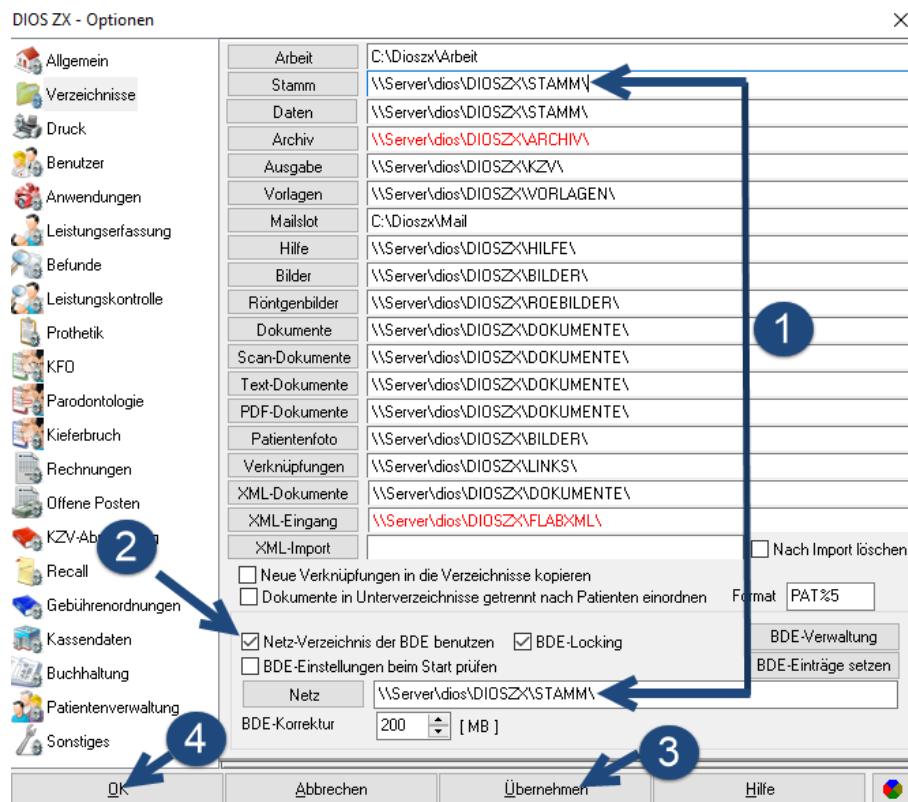 DIOS ZX - Optionen
Allgemein
Verzeichnisse
Druck
Benutzer
Anwendungen
Leistungserfassung
Befunde
Leistungskontrolle
Prothetik
KFO
Parodontologie
Kieferbruch
Rechnungen
Offene Posten
Recall
Gebührenordnungen
Kassendaten
Buchhaltung
Patientenverwaltung
Sonstiges
Arbeit C:\Dioszx\Arbeit
Stamm \\Server\dios\DIOSZX\STAMM\
Daten \\Server\dios\DIOSZX\STAMM\
Archiv \\Server\dios\DIOSZX\ARCHIV\
Ausgabe \\Server\dios\DIOSZX\KZV\
Vorlagen \\Server\dios\DIOSZX\VORLAGEN\
Mailslot C:\Dioszx\Mail
Hilfe \\Server\dios\DIOSZX\HILFE\
Bilder \\Server\dios\DIOSZX\BILDER\
Röntgenbilder \\Server\dios\DIOSZX\ROEBILDER\
Dokumente \\Server\dios\DIOSZX\DOKUMENTE\
Scan-Dokumente \\Server\dios\DIOSZX\DOKUMENTE\
Text-Dokumente \\Server\dios\DIOSZX\DOKUMENTE\
PDF-Dokumente \\Server\dios\DIOSZX\DOKUMENTE\
Patientenfoto \\Server\dios\DIOSZX\BILDER\
Verknüpfungen \\Server\dios\DIOSZX\LINKS\
XML-Dokumente \\Server\dios\DIOSZX\DOKUMENTE\
XML-Eingang \\Server\dios\DIOSZX\FLABXML\
XML-Import Nach Import löschen
Neue Verknüpfungen in die Verzeichnisse kopieren
Dokumente in Unterverzeichnisse getrennt nach Patienten einordnen Format PAT%5
Netz-Verzeichnis der BDE benutzen BDE-Locking BDE-Verwaltung
BDE-Einstellungen beim Start prüfen BDE-Einträge setzen
Netz \\Server\dios\DIOSZX\STAMM\
BDE-Korrektur 200 [ MB ]
OK Abbrechen Übernehmen Hilfe
1
2
3
4